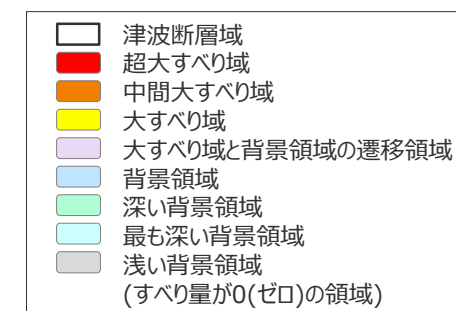 津波断層域
超大すべり域
中間大すべり域
大すべり域
大すべり域と背景領域の遷移領域
背景領域
深い背景領域
最も深い背景領域
浅い背景領域
(すべり量が0(ゼロ)の領域)